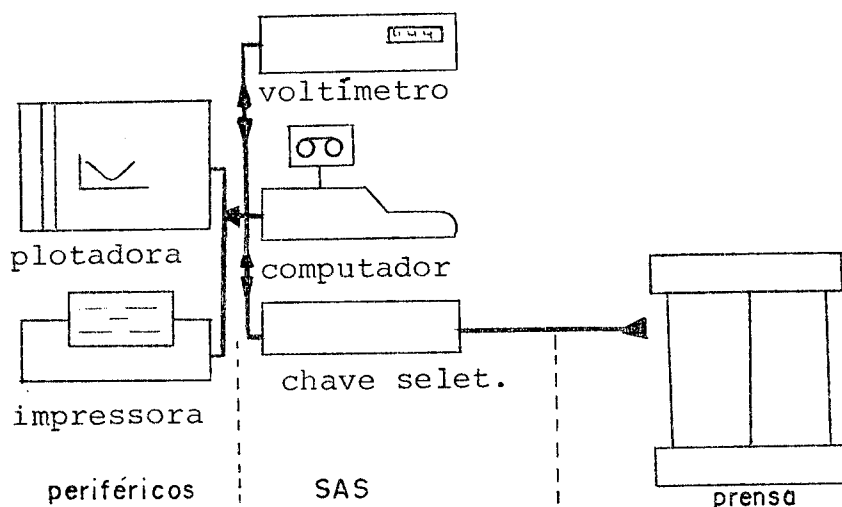 voltímetro
plotadora
computador
impressora
chave selet.
periféricos
SAS
prensa